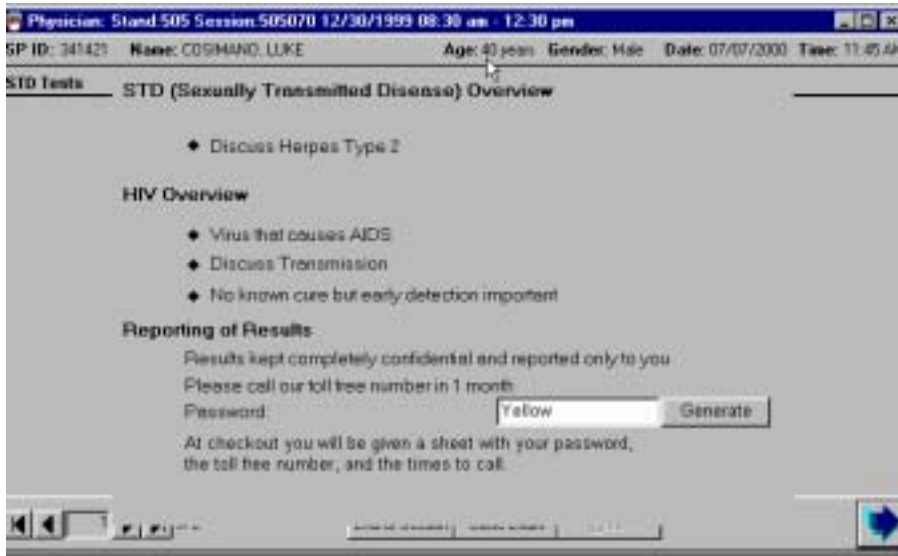 Physician: Stand:505 Session:505070 12/30/1999 08:30 am - 12:30 pm
SP ID: 341421 Name: COSIMANO, LUKE Age: 40 years Gender: Male Date: 07/07/2000 Time: 11:45 AM
STD Tests
STD (Sexually Transmitted Disease) Overview
Discuss Herpes Type 2
HIV Overview
Virus that causes AIDS
Discuss Transmission
No known cure but early detection important
Reporting of Results
Results kept completely confidential and reported only to you
Please call our toll free number in 1 month
Password: Yellow Generate
At checkout you will be given a sheet with your password,
the toll free number, and the times to call.
1